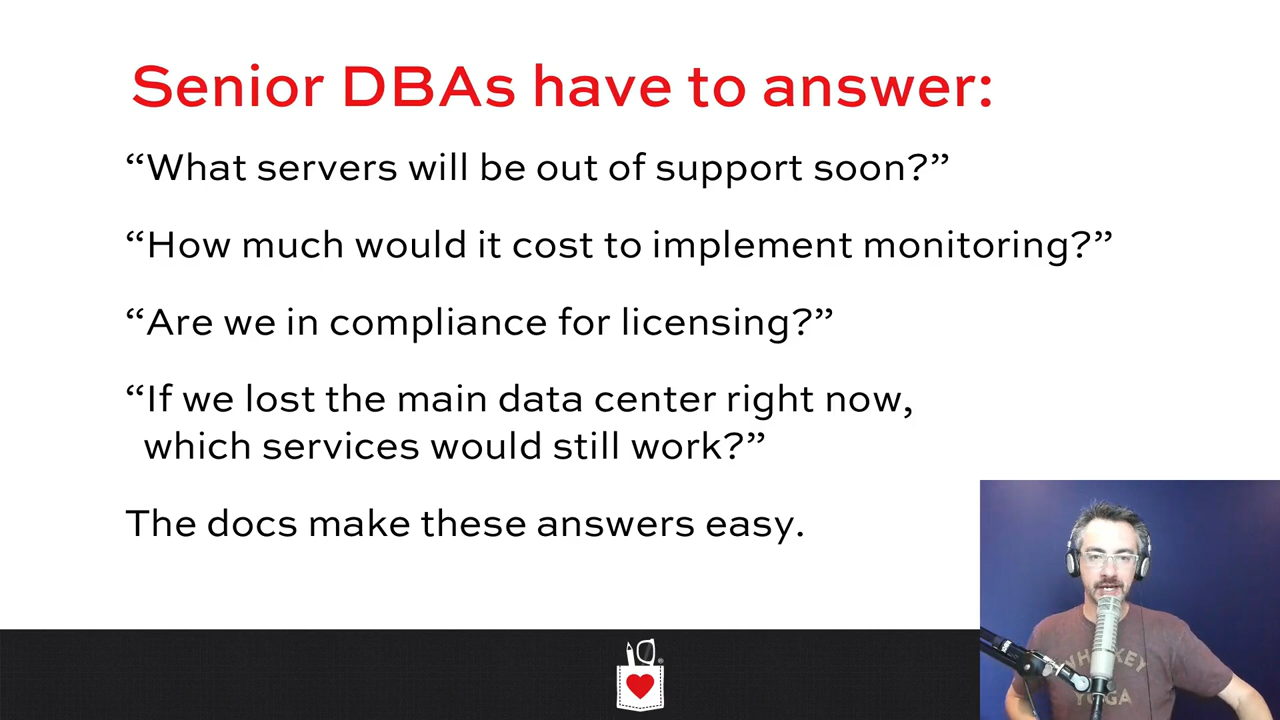 Senior DBAs have to answer:
“What servers will be out of support soon?”
“How much would it cost to implement monitoring?”
“Are we in compliance for licensing?”
“If we lost the main data center right now,
which services would still work?”
The docs make these answers easy.
YOGA